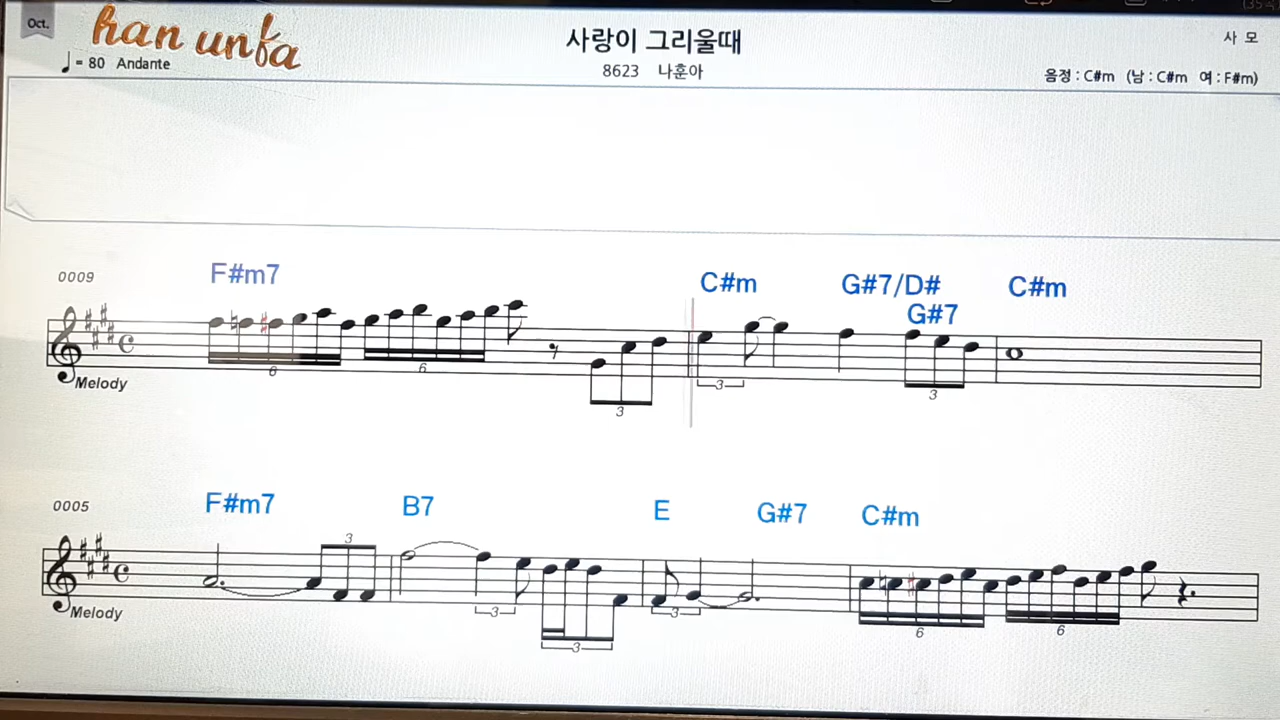 Oct.
han unfa
사랑이 그리울때
사 모
♩= 80 Andante
8623 나훈아
음정 : C#m (남 : C#m 여 : F#m)
0009
F#m7
C#m
G#7/D#
C#m
G#7
6
6
3
3
3
Melody
0005
F#m7
B7
E
G#7
C#m
3
3
3
3
6
6
Melody